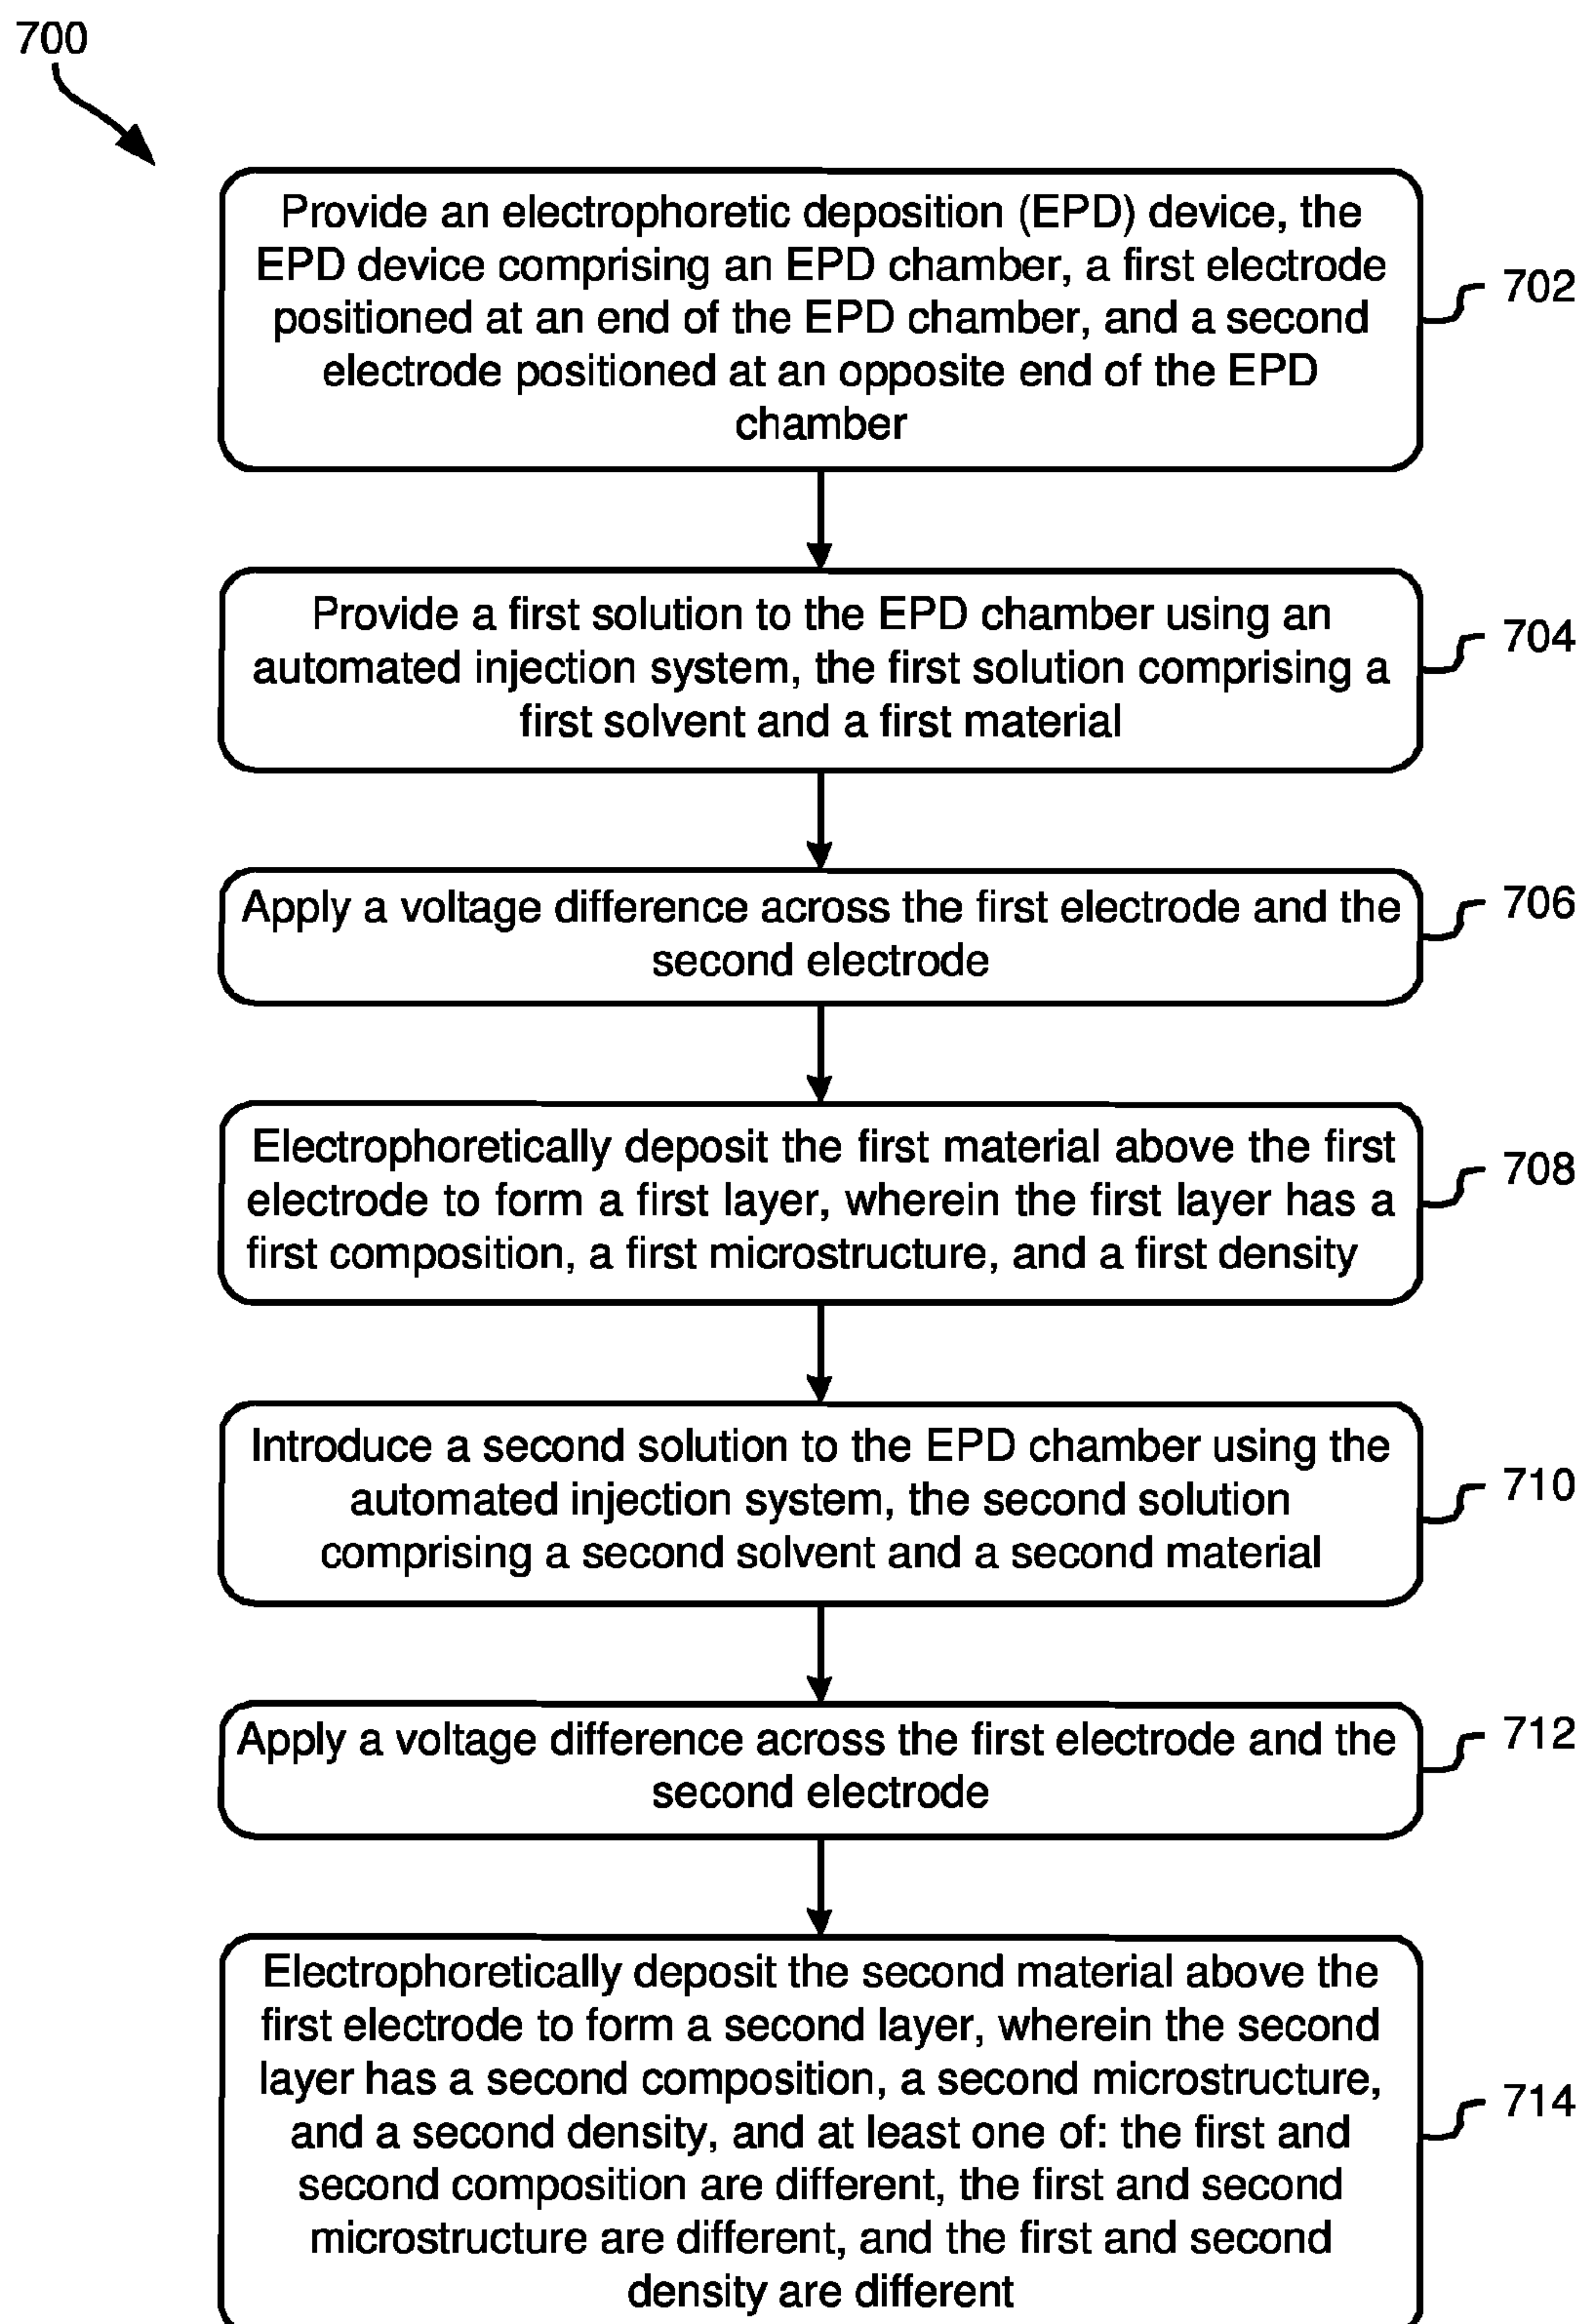 700
Provide an electrophoretic deposition (EPD) device, the
EPD device comprising an EPD chamber, a first electrode
positioned at an end of the EPD chamber, and a second
electrode positioned at an opposite end of the EPD
chamber
702
Provide a first solution to the EPD chamber using an
automated injection system, the first solution comprising a
first solvent and a first material
704
Apply a voltage difference across the first electrode and the
second electrode
706
Electrophoretically deposit the first material above the first
electrode to form a first layer, wherein the first layer has a
first composition, a first microstructure, and a first density
708
Introduce a second solution to the EPD chamber using the
automated injection system, the second solution
comprising a second solvent and a second material
710
Apply a voltage difference across the first electrode and the
second electrode
712
Electrophoretically deposit the second material above the
first electrode to form a second layer, wherein the second
layer has a second composition, a second microstructure,
and a second density, and at least one of: the first and
second composition are different, the first and second
microstructure are different, and the first and second
density are different
714